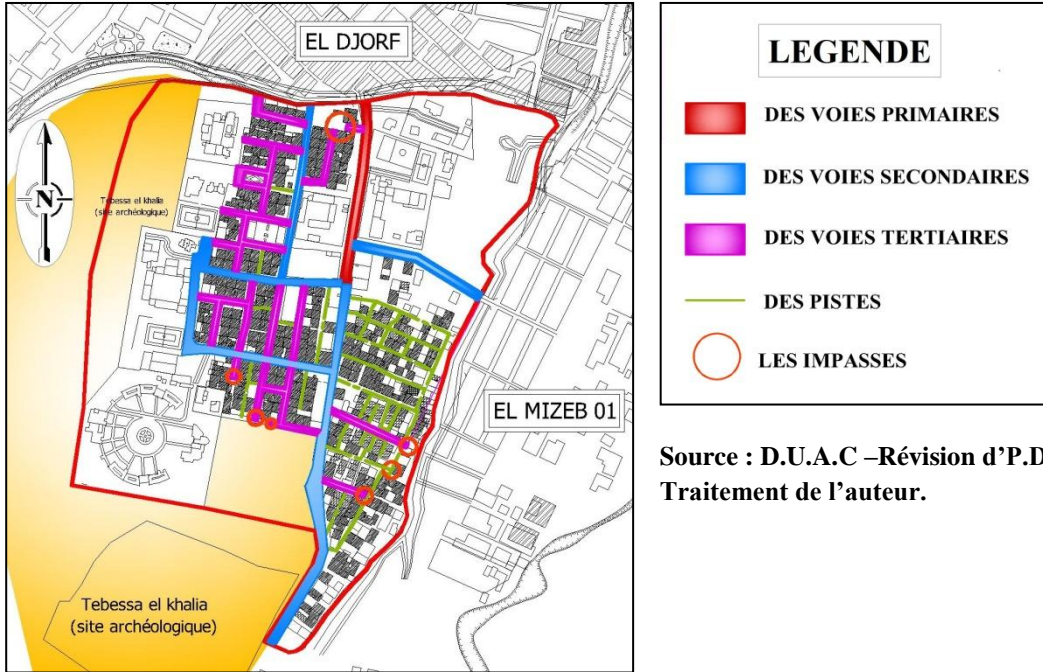 EL DJORF
N
Tebessa el khalia
(site archéologique)
EL MIZEB 01
Tebessa el khalia
(site archéologique)
LEGENDE
DES VOIES PRIMAIRES
DES VOIES SECONDAIRES
DES VOIES TERTIAIRES
DES PISTES
LES IMPASSES
Source : D.U.A.C –Révision d’P.D
Traitement de l’auteur.